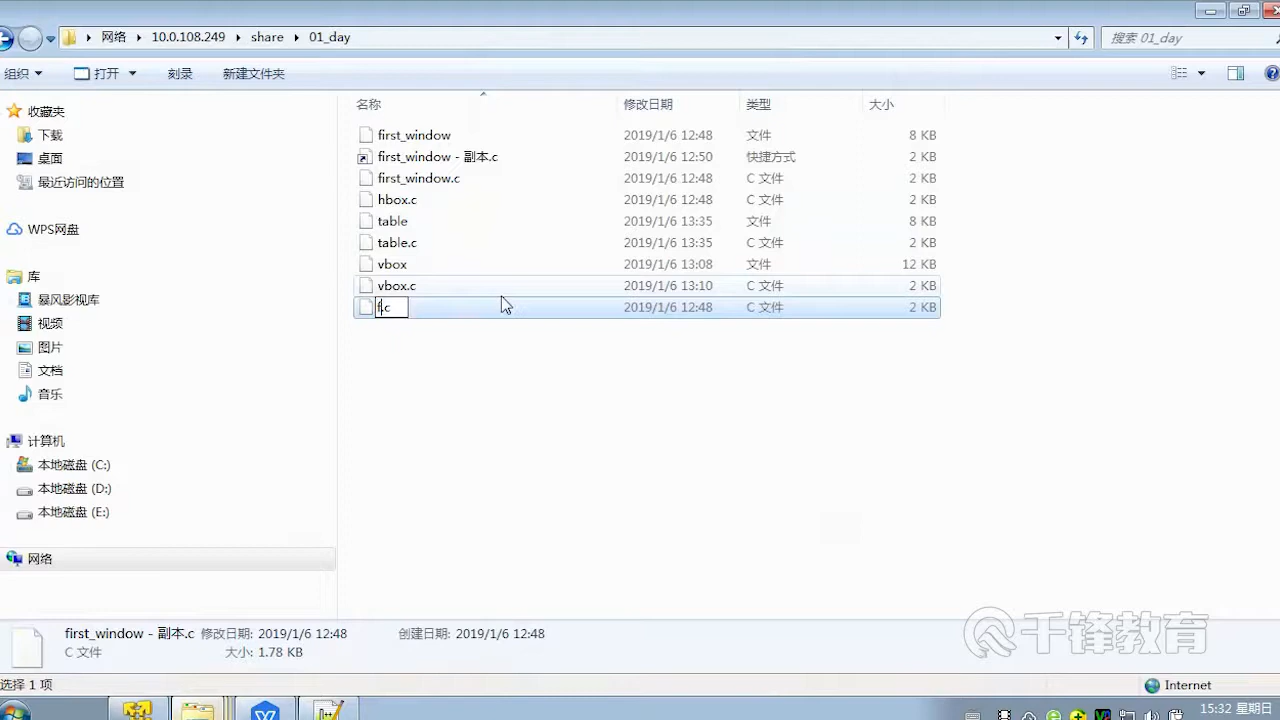 网络 10.0.108.249 share 01_day
搜索 01_day
组织 打开 刻录 新建文件夹
名称 修改日期 类型 大小
收藏夹
下载
桌面
最近访问的位置
WPS网盘
库
暴风影视库
视频
图片
文档
音乐
计算机
本地磁盘 (C:)
本地磁盘 (D:)
本地磁盘 (E:)
网络
first_window 2019/1/6 12:48 文件 8 KB
first_window - 副本.c 2019/1/6 12:50 快捷方式 2 KB
first_window.c 2019/1/6 12:48 C 文件 2 KB
hbox.c 2019/1/6 12:48 C 文件 2 KB
table 2019/1/6 13:35 文件 8 KB
table.c 2019/1/6 13:35 C 文件 2 KB
vbox 2019/1/6 13:08 文件 12 KB
vbox.c 2019/1/6 13:10 C 文件 2 KB
f.c 2019/1/6 12:48 C 文件 2 KB
first_window - 副本.c 修改日期: 2019/1/6 12:48 创建日期: 2019/1/6 12:48
C 文件 大小: 1.78 KB
千锋教育
选择 1 项 Internet
15:32 星期日